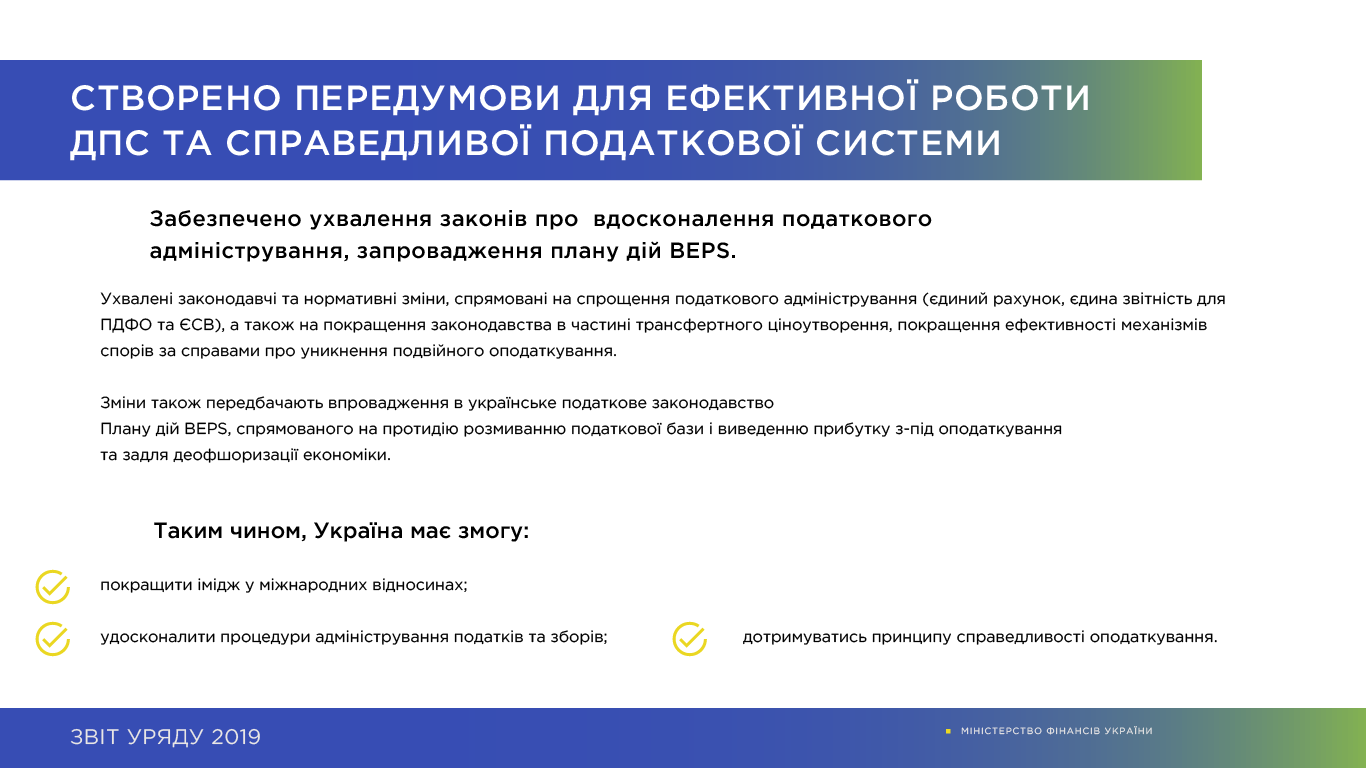 СТВОРЕНО ПЕРЕДУМОВИ ДЛЯ ЕФЕКТИВНОЇ РОБОТИ
ДПС ТА СПРАВЕДЛИВОЇ ПОДАТКОВОЇ СИСТЕМИ
Забезпечено ухвалення законів про вдосконалення податкового
адміністрування, запровадження плану дій BEPS.
Ухвалені законодавчі та нормативні зміни, спрямовані на спрощення податкового адміністрування (єдиний рахунок, єдина звітність для
ПДФО та ЄСВ), а також на покращення законодавства в частині трансфертного ціноутворення, покращення ефективності механізмів
спорів за справами про уникнення подвійного оподаткування.
Зміни також передбачають впровадження в українське податкове законодавство
Плану дій BEPS, спрямованого на протидію розмиванню податкової бази і виведенню прибутку з-під оподаткування
та задля деофшоризації економіки.
Таким чином, Україна має змогу:
покращити імідж у міжнародних відносинах;
удосконалити процедури адміністрування податків та зборів;
дотримуватись принципу справедливості оподаткування.
ЗВІТ УРЯДУ 2019
МІНІСТЕРСТВО ФІНАНСІВ УКРАЇНИ